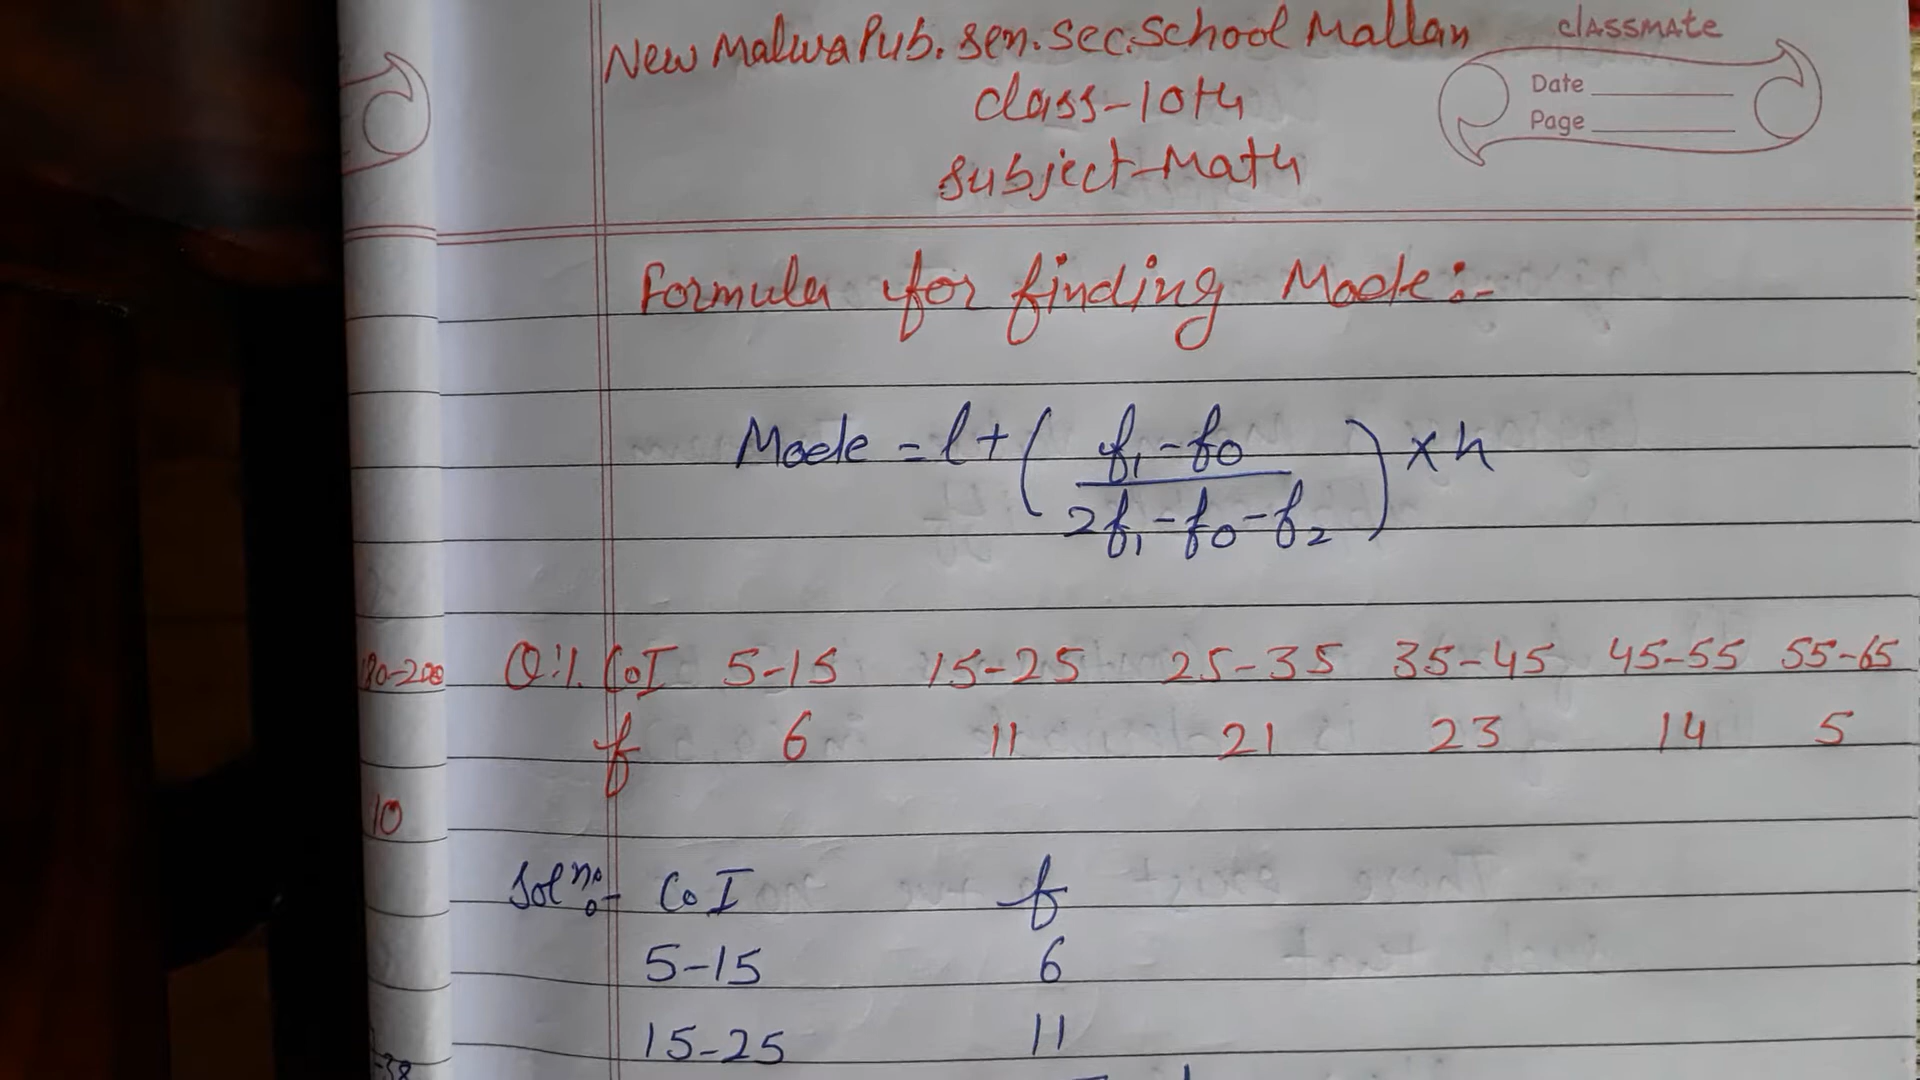 New Malwa Pub. Sen. Sec. School Mallan
classmate
Date
Page
class-10th
Subject-Math
Formula for finding Mode:-
Mode = l + ( f₁-f₀ / 2f₁-f₀-f₂ ) × h
180-200
Q:1. C.I 5-15 15-25 25-35 35-45 45-55 55-65
f 6 11 21 23 14 5
10
Solⁿ:- C.I f
5-15 6
15-25 11